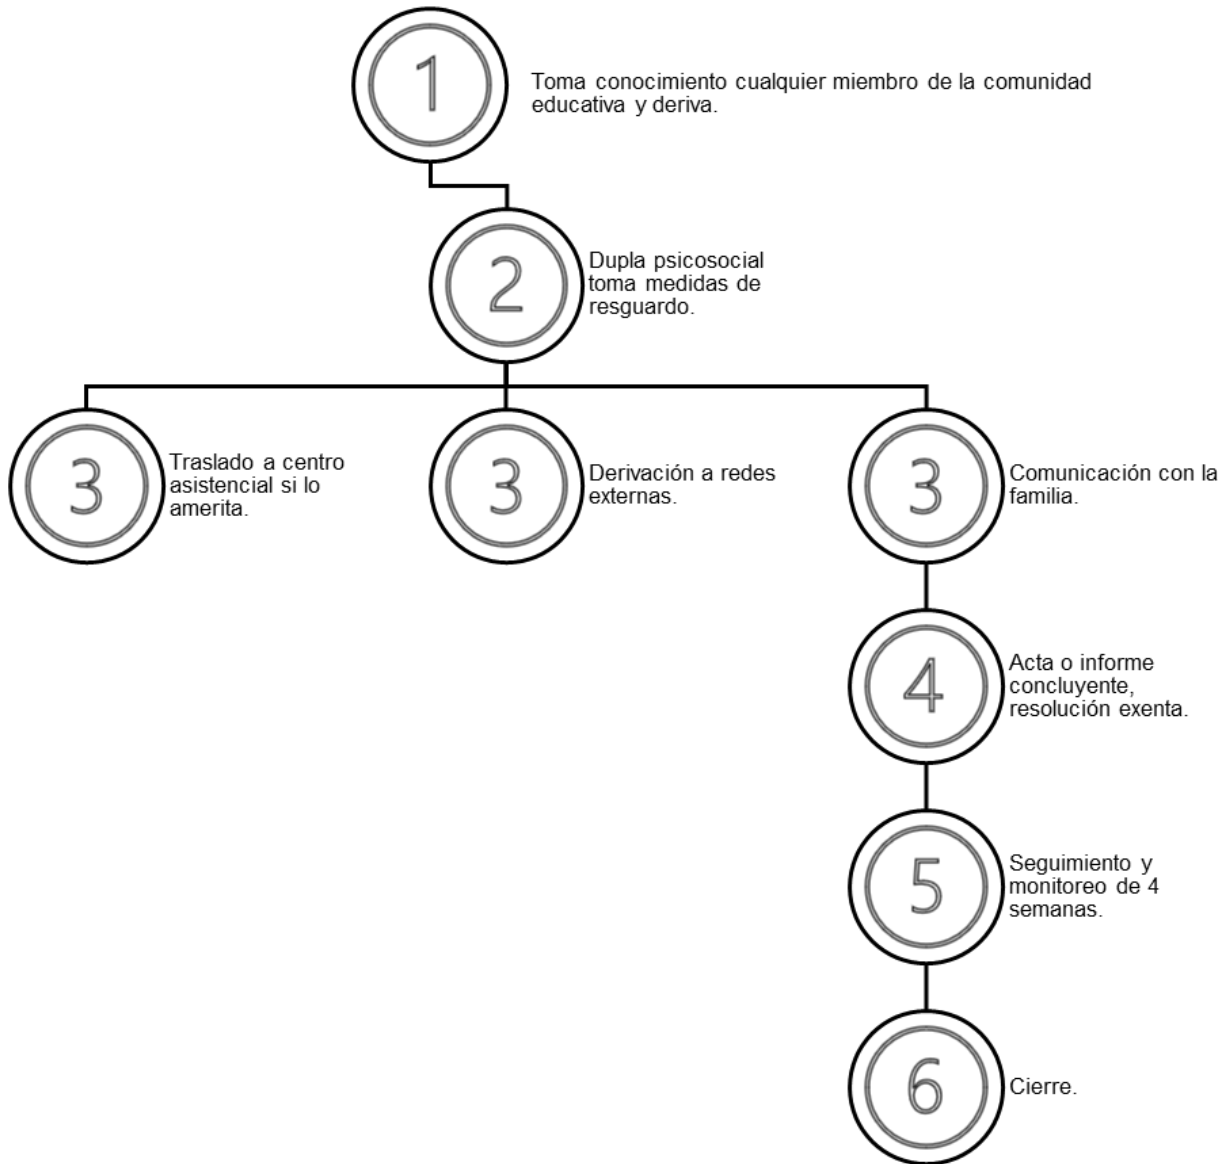 1
Toma conocimiento cualquier miembro de la comunidad
educativa y deriva.
2
Dupla psicosocial
toma medidas de
resguardo.
3
Traslado a centro
asistencial si lo
amerita.
3
Derivación a redes
externas.
3
Comunicación con la
familia.
4
Acta o informe
concluyente,
resolución exenta.
5
Seguimiento y
monitoreo de 4
semanas.
6
Cierre.